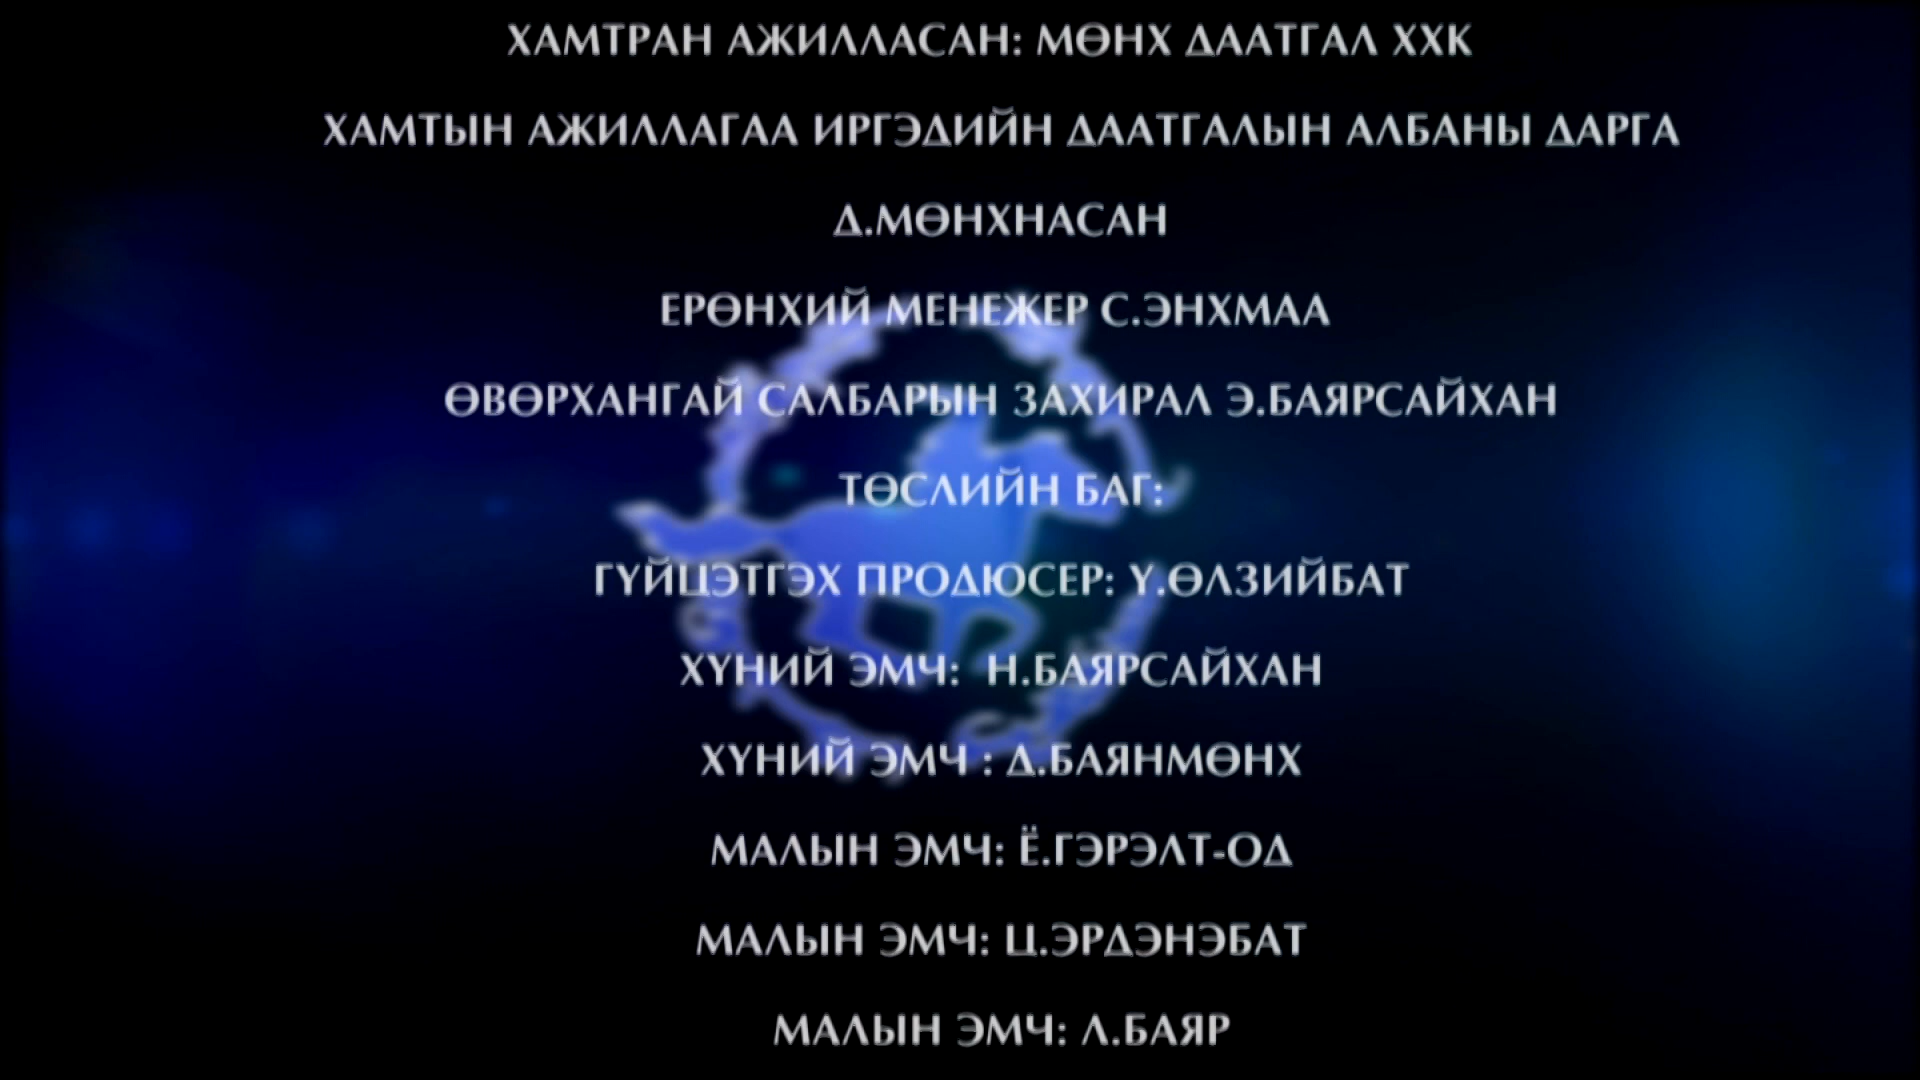 ХАМТРАН АЖИЛЛАСАН: МӨНХ ДААТГАЛ ХХК
ХАМТЫН АЖИЛЛАГАА ИРГЭДИЙН ДААТГАЛЫН АЛБАНЫ ДАРГА
Д.МӨНХНАСАН
ЕРӨНХИЙ МЕНЕЖЕР С.ЭНХМАА
ӨВӨРХАНГАЙ САЛБАРЫН ЗАХИРАЛ Э.БАЯРСАЙХАН
ТӨСЛИЙН БАГ:
ГҮЙЦЭТГЭХ ПРОДЮСЕР: Ү.ӨЛЗИЙБАТ
ХҮНИЙ ЭМЧ: Н.БАЯРСАЙХАН
ХҮНИЙ ЭМЧ : Д.БАЯНМӨНХ
МАЛЫН ЭМЧ: Ё.ГЭРЭЛТ-ОД
МАЛЫН ЭМЧ: Ц.ЭРДЭНЭБАТ
МАЛЫН ЭМЧ: Л.БАЯР